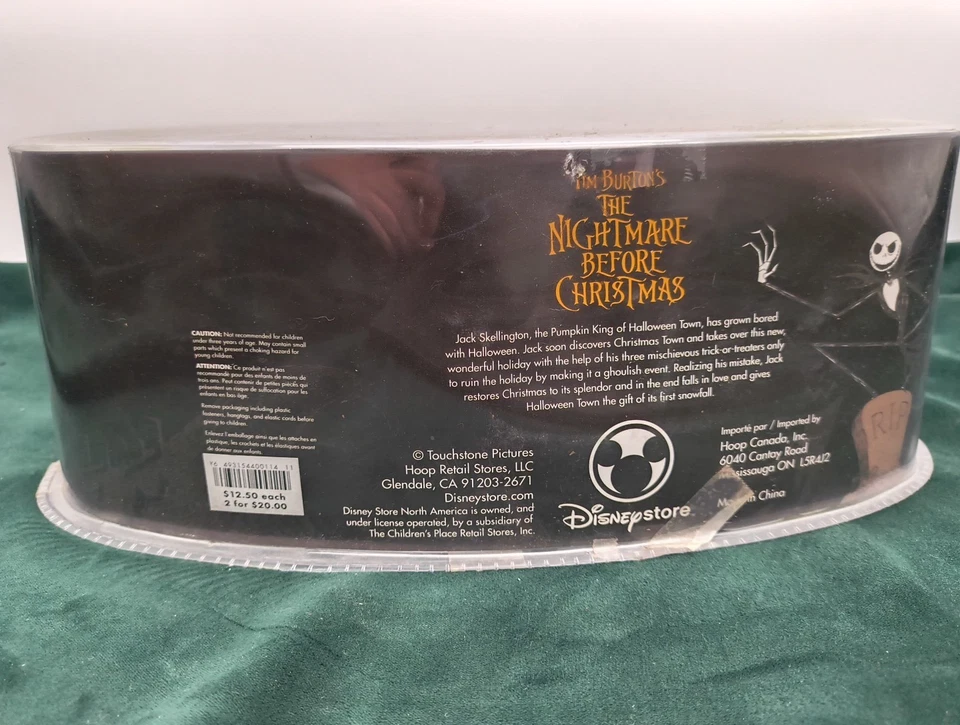 TIM BURTON'S
THE
NIGHTMARE
BEFORE
CHRISTMAS
Jack Skellington, the Pumpkin King of Halloween Town, has grown bored
with Halloween. Jack soon discovers Christmas Town and takes over this new,
wonderful holiday with the help of his three mischievous trick-or-treaters only
to ruin the holiday by making it a ghoulish event. Realizing his mistake, Jack
restores Christmas to its splendor and in the end falls in love and gives
Halloween Town the gift of its first snowfall.
CAUTION: Not recommended for children
under three years of age. May contain small
parts which present a choking hazard for
young children.
ATTENTION: Ce produit n'est pas
recommandé pour des enfants de moins de
trois ans. Peut contenir de petites pièces qui
présentent un risque de suffocation pour les
enfants en bas âge.
Remove packaging including plastic
fasteners, hangtags, and elastic cords before
giving to children.
Enlevez l'emballage ainsi que les attaches en
plastique, les crochets et les élastiques avant
de donner aux enfants.
Y6 493154400114 11
$12.50 each
2 for $20.00
© Touchstone Pictures
Hoop Retail Stores, LLC
Glendale, CA 91203-2671
Disneystore.com
Disney Store North America is owned, and
under license operated, by a subsidiary of
The Children's Place Retail Stores, Inc.
Disney store
Importé par / Imported by
Hoop Canada, Inc.
6040 Cantay Road
ssissauga ON L5R4J2
China
RIP